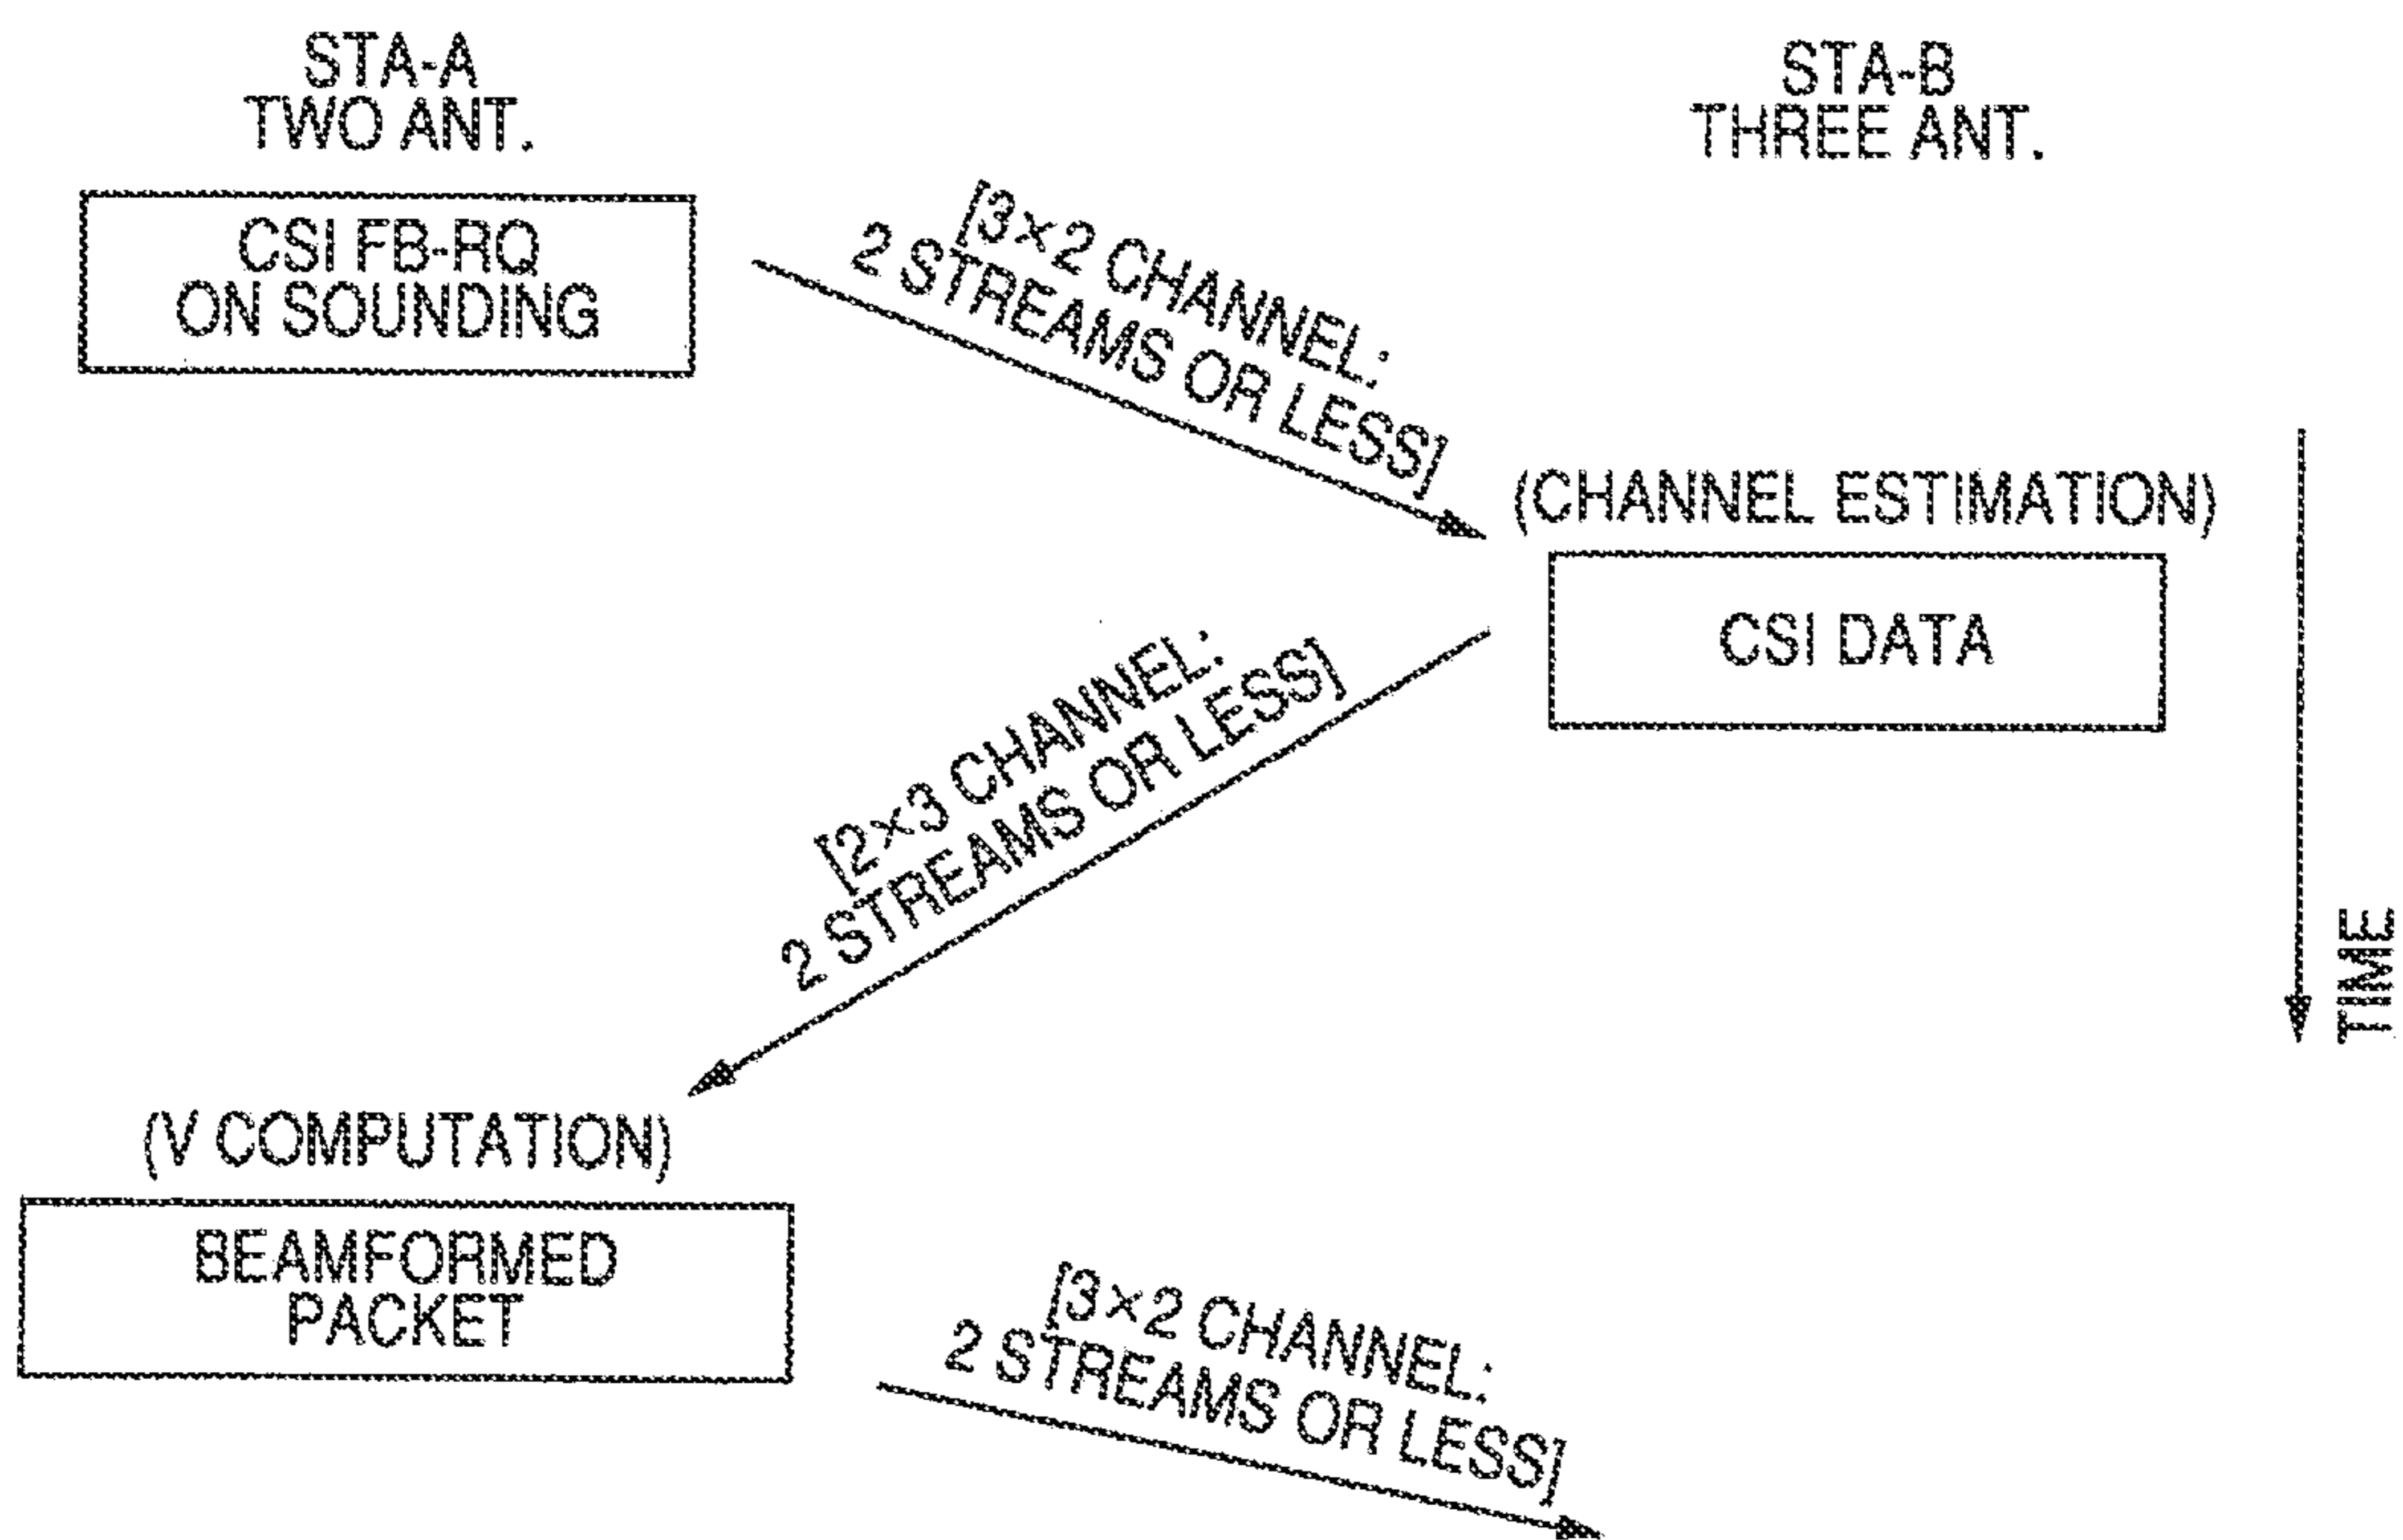 STA-A
TWO ANT.
STA-B
THREE ANT.
CSI FB-RQ
ON SOUNDING
[3×2 CHANNEL:
2 STREAMS OR LESS]
(CHANNEL ESTIMATION)
CSI DATA
[2×3 CHANNEL:
2 STREAMS OR LESS]
TIME
(V COMPUTATION)
BEAMFORMED
PACKET
[3×2 CHANNEL:
2 STREAMS OR LESS]